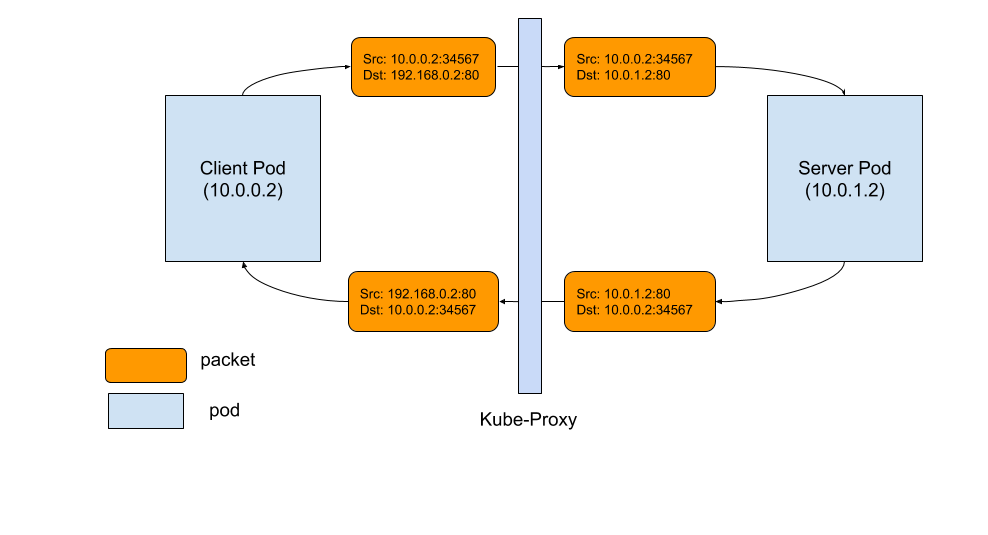 Src: 10.0.0.2:34567
Dst: 192.168.0.2:80
Src: 10.0.0.2:34567
Dst: 10.0.1.2:80
Client Pod
(10.0.0.2)
Server Pod
(10.0.1.2)
Src: 192.168.0.2:80
Dst: 10.0.0.2:34567
Src: 10.0.1.2:80
Dst: 10.0.0.2:34567
packet
pod
Kube-Proxy